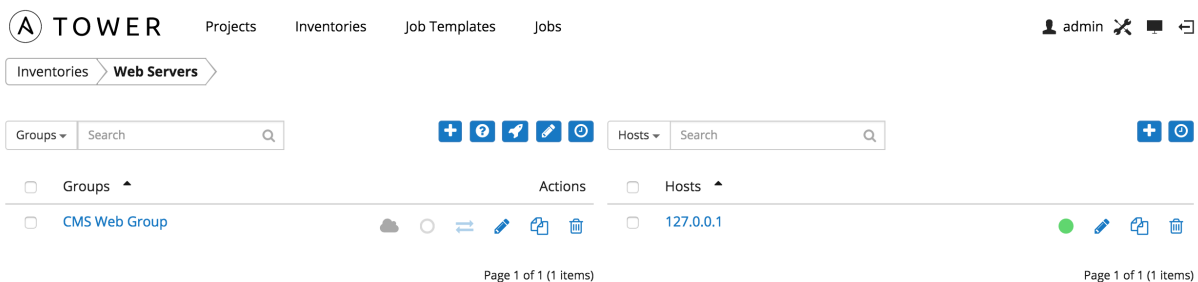 A TOWER Projects Inventories Job Templates Jobs admin
Inventories Web Servers
Groups Search Hosts Search
Groups Actions Hosts
CMS Web Group 127.0.0.1
Page 1 of 1 (1 items) Page 1 of 1 (1 items)